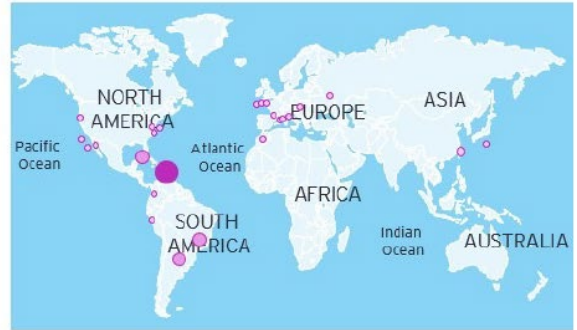 NORTH
AMERICA
EUROPE
ASIA
Pacific
Ocean
Atlantic
Ocean
AFRICA
SOUTH
AMERICA
Indian
Ocean
AUSTRALIA